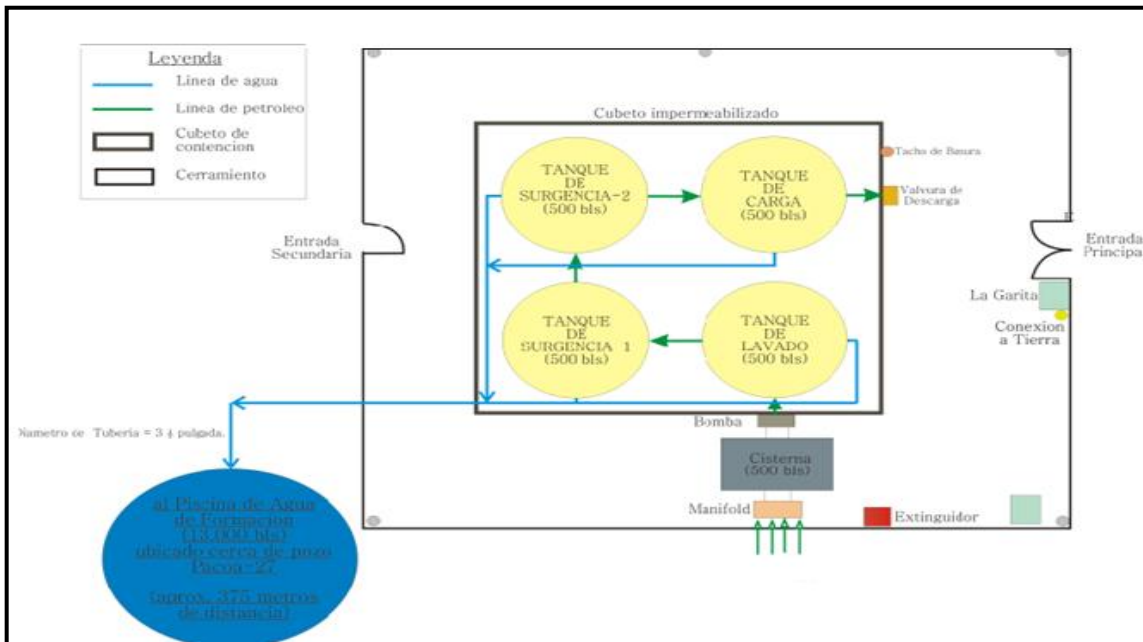 Leyenda
Linea de agua
Linea de petroleo
Cubeto de
contencion
Cerramiento
Cubeto impermeabilizado
TANQUE
DE
SURGENCIA-2
(500 bls)
TANQUE
DE
CARGA
(500 bls)
Tacho de Basura
Valvura de
Descarga
Entrada
Secundaria
E
Entrada
Principa
La Garita
Conexion
a Tierra
TANQUE
DE
SURGENCIA 1
(500 bls)
TANQUE
DE
LAVADO
(500 bls)
Bomba
Cisterna
(500 bls)
Manifold
Extinguidor
de Tuberia = 3 pulgada.
al Piscina de Agua
de Formacion
(13,000 bls)
ubicado cerca de pozo
Pacoa-27
(aprox. 375 metros
de distancia)